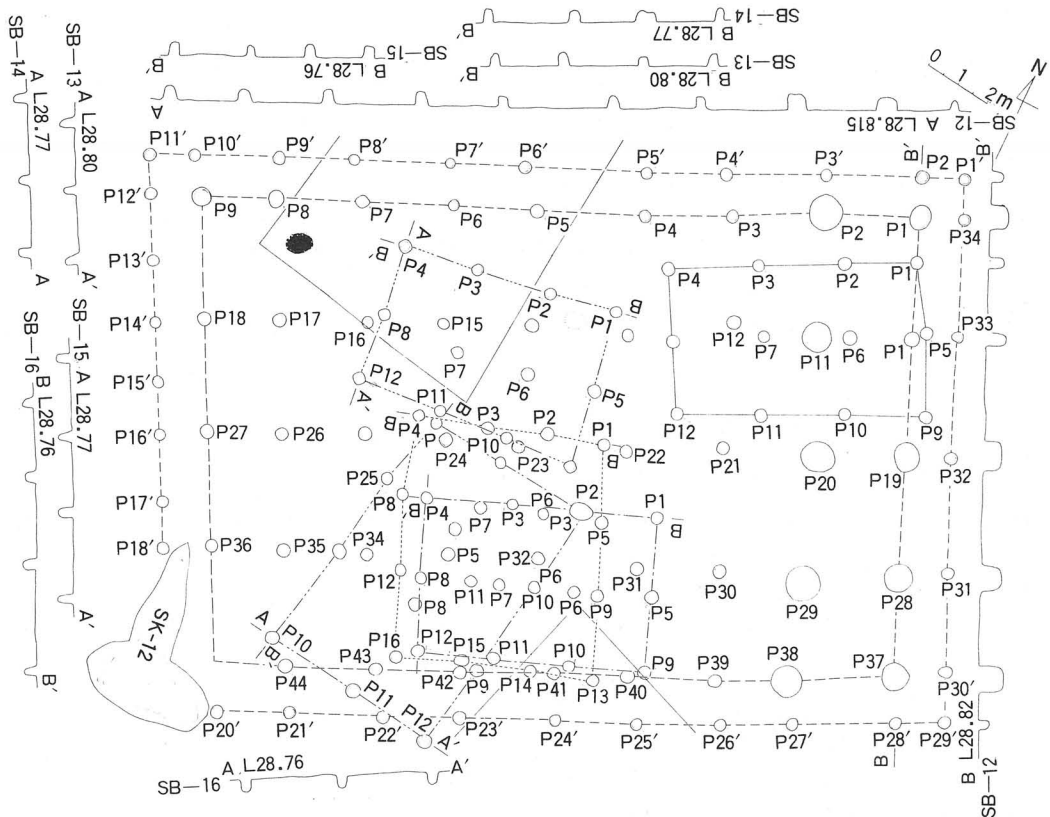 SB—14
B L28.77
B′
SB—13
B L28.80
B′
SB—15
B L28.76
B′
SB—12
A L28.815
A
0 1 2m
N
SB—14
A L28.77
A
SB—13
A L28.80
A′
SB—16
B L28.76
B′
SB—15
A L28.77
A′
P11′ P10′ P9′ P8′ P7′ P6′ P5′ P4′ P3′ B′ P2 P1′ B′
P12′ P9 P8 P7 P6 P5 P4 P3 P2 P1 P34
P13′ A B′ P4 P3 P2 P1 B P4 P3 P2 P1
P14′ P18 P17 P16 P8 P15 P7 P6 P5 P12 P7 P11 P6 P1 P5 P33
P15′ P12 A′ P11 B P3 P2 P1 P12 P11 P10 P9
P16′ P27 P26 B P4 P24 P10 P23 B P22 P21 P20 P19 P32
P17′ P25 P8 B′ P4 P7 P3 P6 P3 P2 P5 P1 B
P18′ P36 P35 P34 P12 P5 P8 P32 P6 P31 P30 P29 P28 P31
P8 P11 P7 P10 P6 P9 P5
SK-12
A P10 B′ P44 P43 P16 P12 P15 P42 P9 P11 P14 P10 P41 P13 P40 P9 P39 P38 P37 P30′
P20′ P21′ P11 P22′ P12 A′ P23′ P24′ P25′ P26′ P27′ P28′ P29′
B
B L28.82
SB—12
SB—16
A L28.76
A′